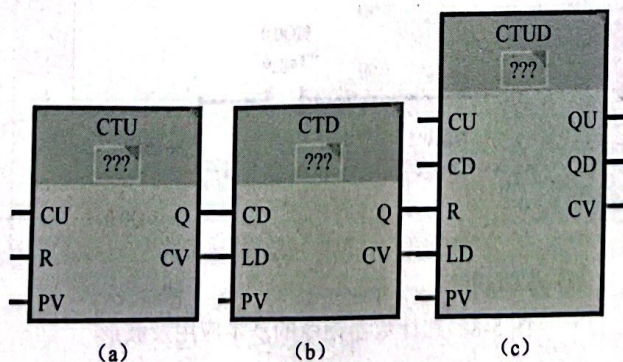 CTU
???
CU Q
R CV
PV
CTD
???
CD Q
LD CV
PV
CTUD
???
CU QU
CD QD
R CV
LD
PV
(a) (b) (c)